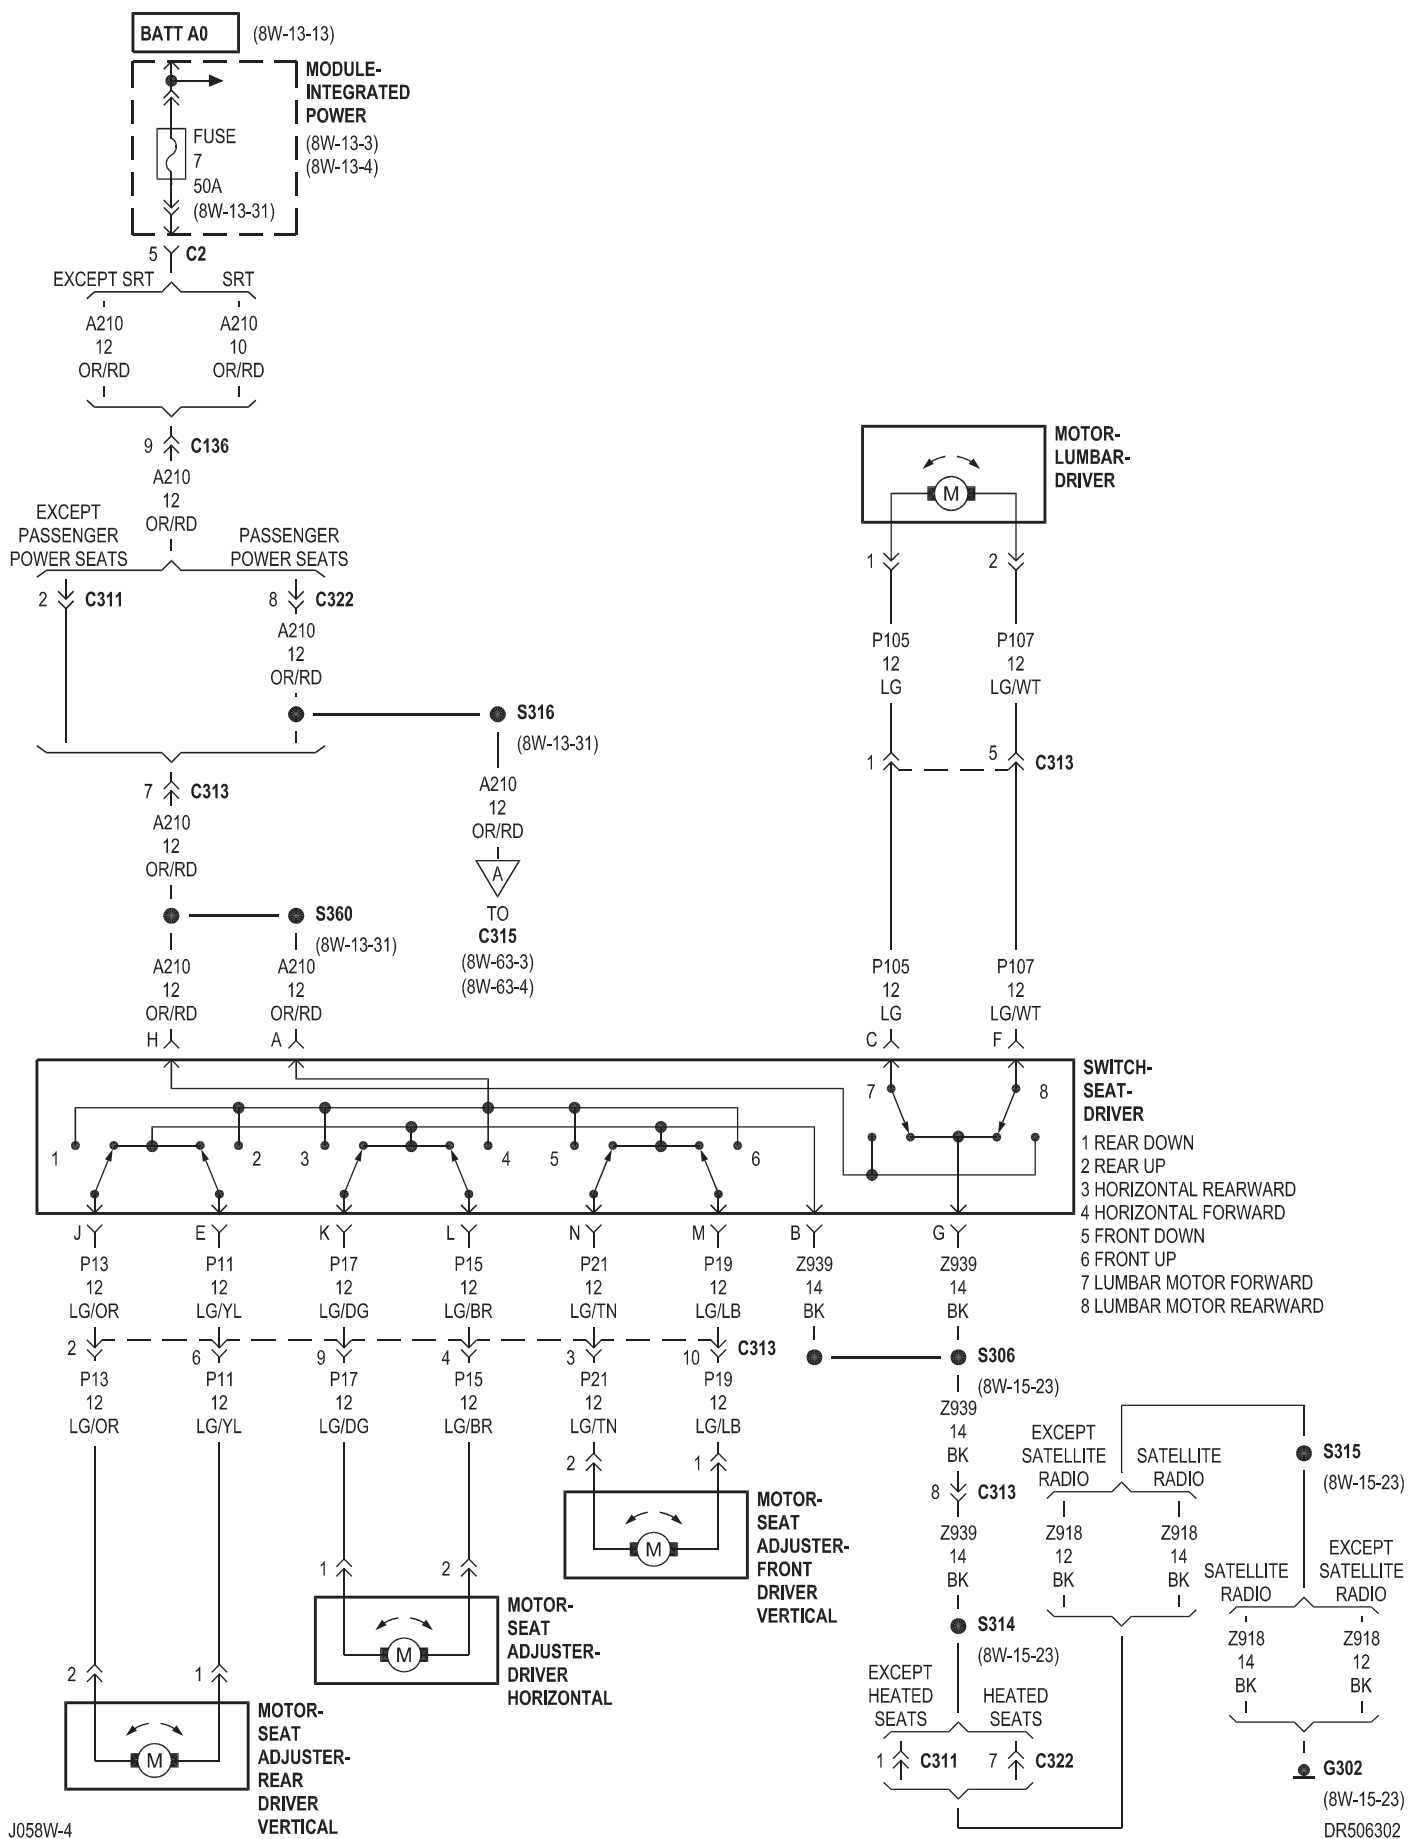 BATT A0
(8W-13-13)
MODULE-
INTEGRATED
POWER
(8W-13-3)
(8W-13-4)
FUSE
7
50A
(8W-13-31)
5
C2
EXCEPT SRT
SRT
A210
12
OR/RD
A210
10
OR/RD
9
C136
A210
12
OR/RD
EXCEPT
PASSENGER
POWER SEATS
PASSENGER
POWER SEATS
2
C311
8
C322
A210
12
OR/RD
S316
(8W-13-31)
A210
12
OR/RD
A
TO
C315
(8W-63-3)
(8W-63-4)
7
C313
A210
12
OR/RD
S360
(8W-13-31)
A210
12
OR/RD
H
A210
12
OR/RD
A
MOTOR-
LUMBAR-
DRIVER
M
1
2
P105
12
LG
P107
12
LG/WT
1
5
C313
P105
12
LG
C
P107
12
LG/WT
F
SWITCH-
SEAT-
DRIVER
1 REAR DOWN
2 REAR UP
3 HORIZONTAL REARWARD
4 HORIZONTAL FORWARD
5 FRONT DOWN
6 FRONT UP
7 LUMBAR MOTOR FORWARD
8 LUMBAR MOTOR REARWARD
7
8
1
2
3
4
5
6
J
E
K
L
N
M
B
G
P13
12
LG/OR
P11
12
LG/YL
P17
12
LG/DG
P15
12
LG/BR
P21
12
LG/TN
P19
12
LG/LB
Z939
14
BK
Z939
14
BK
2
6
9
4
3
10
C313
P13
12
LG/OR
P11
12
LG/YL
P17
12
LG/DG
P15
12
LG/BR
P21
12
LG/TN
P19
12
LG/LB
S306
(8W-15-23)
Z939
14
BK
8
C313
Z939
14
BK
S314
(8W-15-23)
EXCEPT
HEATED
SEATS
HEATED
SEATS
1
C311
7
C322
EXCEPT
SATELLITE
RADIO
SATELLITE
RADIO
Z918
12
BK
Z918
14
BK
S315
(8W-15-23)
SATELLITE
RADIO
EXCEPT
SATELLITE
RADIO
Z918
14
BK
Z918
12
BK
G302
(8W-15-23)
2
1
M
MOTOR-
SEAT
ADJUSTER-
FRONT
DRIVER
VERTICAL
1
2
M
MOTOR-
SEAT
ADJUSTER-
DRIVER
HORIZONTAL
2
1
M
MOTOR-
SEAT
ADJUSTER-
REAR
DRIVER
VERTICAL
J058W-4
DR506302